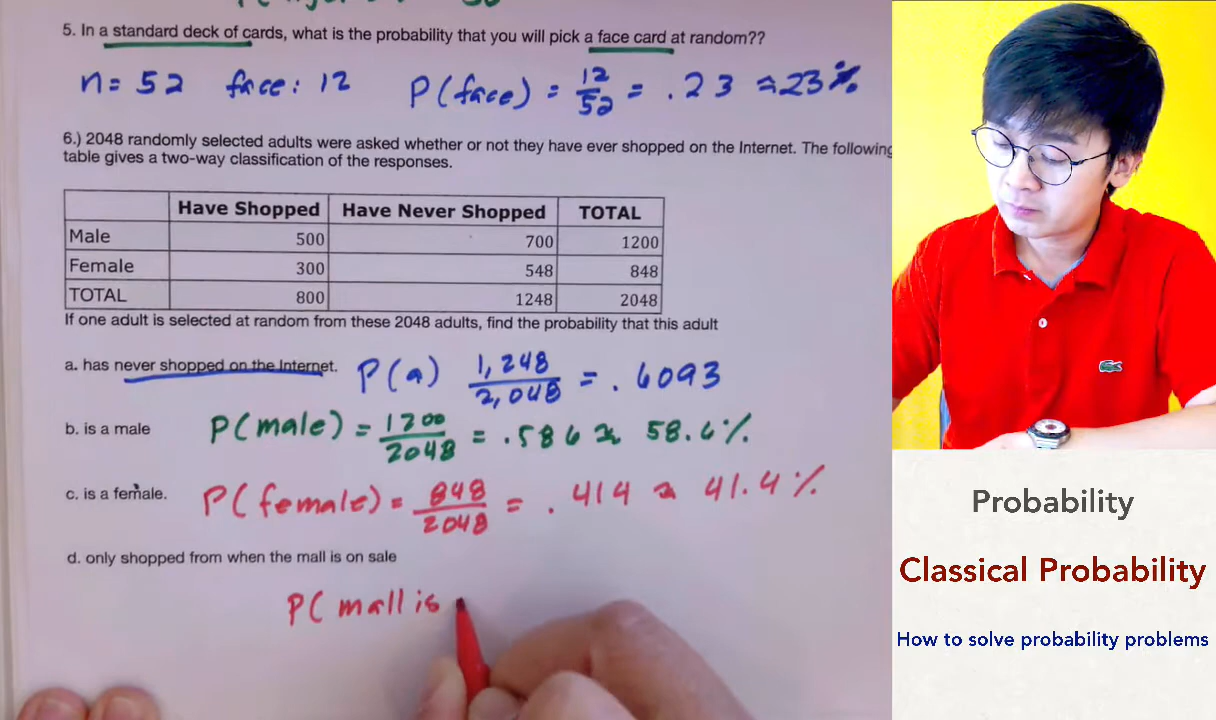 5. In a standard deck of cards, what is the probability that you will pick a face card at random??
n= 52 face: 12 P(face) = 12/52 = .23 ≈23%
6.) 2048 randomly selected adults were asked whether or not they have ever shopped on the Internet. The following
table gives a two-way classification of the responses.
Have Shopped Have Never Shopped TOTAL
Male 500 700 1200
Female 300 548 848
TOTAL 800 1248 2048
If one adult is selected at random from these 2048 adults, find the probability that this adult
a. has never shopped on the Internet. P(a) 1,248/2,048 = .6093
b. is a male P(male) = 1200/2048 = .586 ≈ 58.6%
c. is a female. P(female) = 848/2048 = .414 ≈ 41.4%
d. only shopped from when the mall is on sale
P( mall is
Probability
Classical Probability
How to solve probability problems